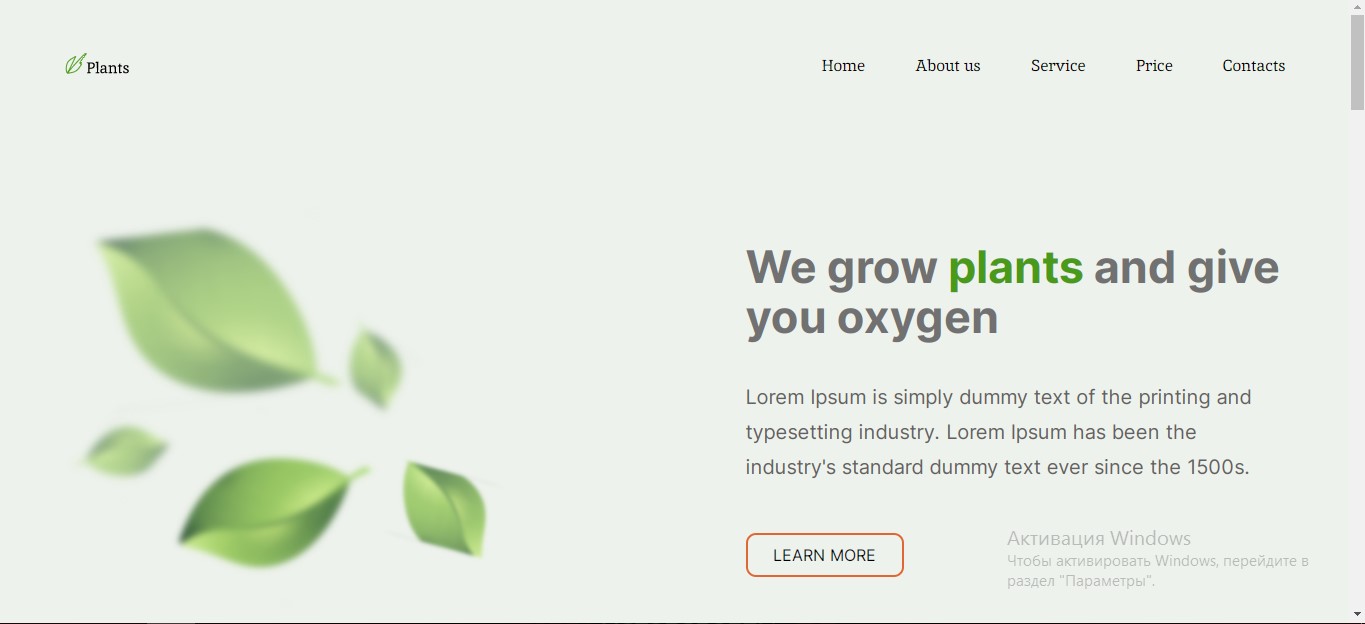 Plants
Home About us Service Price Contacts
We grow plants and give
you oxygen
Lorem Ipsum is simply dummy text of the printing and
typesetting industry. Lorem Ipsum has been the
industry's standard dummy text ever since the 1500s.
LEARN MORE
Активация Windows
Чтобы активировать Windows, перейдите в
раздел "Параметры".